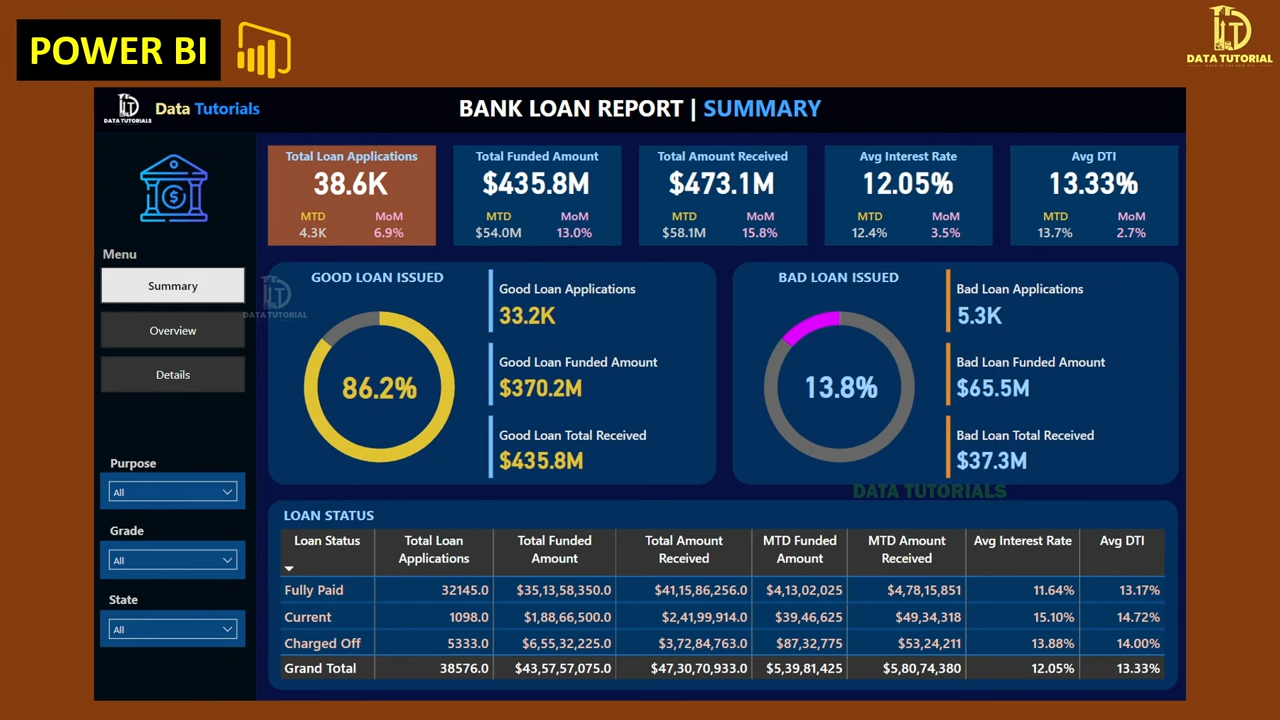 POWER BI
DATA TUTORIAL
DATA TUTORIALS
Data Tutorials
BANK LOAN REPORT | SUMMARY
Menu
Summary
Overview
Details
Purpose
All
Grade
All
State
All
Total Loan Applications
38.6K
MTD MoM
4.3K 6.9%
Total Funded Amount
$435.8M
MTD MoM
$54.0M 13.0%
Total Amount Received
$473.1M
MTD MoM
$58.1M 15.8%
Avg Interest Rate
12.05%
MTD MoM
12.4% 3.5%
Avg DTI
13.33%
MTD MoM
13.7% 2.7%
GOOD LOAN ISSUED
86.2%
Good Loan Applications
33.2K
Good Loan Funded Amount
$370.2M
Good Loan Total Received
$435.8M
DATA TUTORIAL
BAD LOAN ISSUED
13.8%
Bad Loan Applications
5.3K
Bad Loan Funded Amount
$65.5M
Bad Loan Total Received
$37.3M
DATA TUTORIALS
LOAN STATUS
Loan Status Total Loan Applications Total Funded Amount Total Amount Received MTD Funded Amount MTD Amount Received Avg Interest Rate Avg DTI
Fully Paid 32145.0 $35,13,58,350.0 $41,15,86,256.0 $4,13,02,025 $4,78,15,851 11.64% 13.17%
Current 1098.0 $1,88,66,500.0 $2,41,99,914.0 $39,46,625 $49,34,318 15.10% 14.72%
Charged Off 5333.0 $6,55,32,225.0 $3,72,84,763.0 $87,32,775 $53,24,211 13.88% 14.00%
Grand Total 38576.0 $43,57,57,075.0 $47,30,70,933.0 $5,39,81,425 $5,80,74,380 12.05% 13.33%